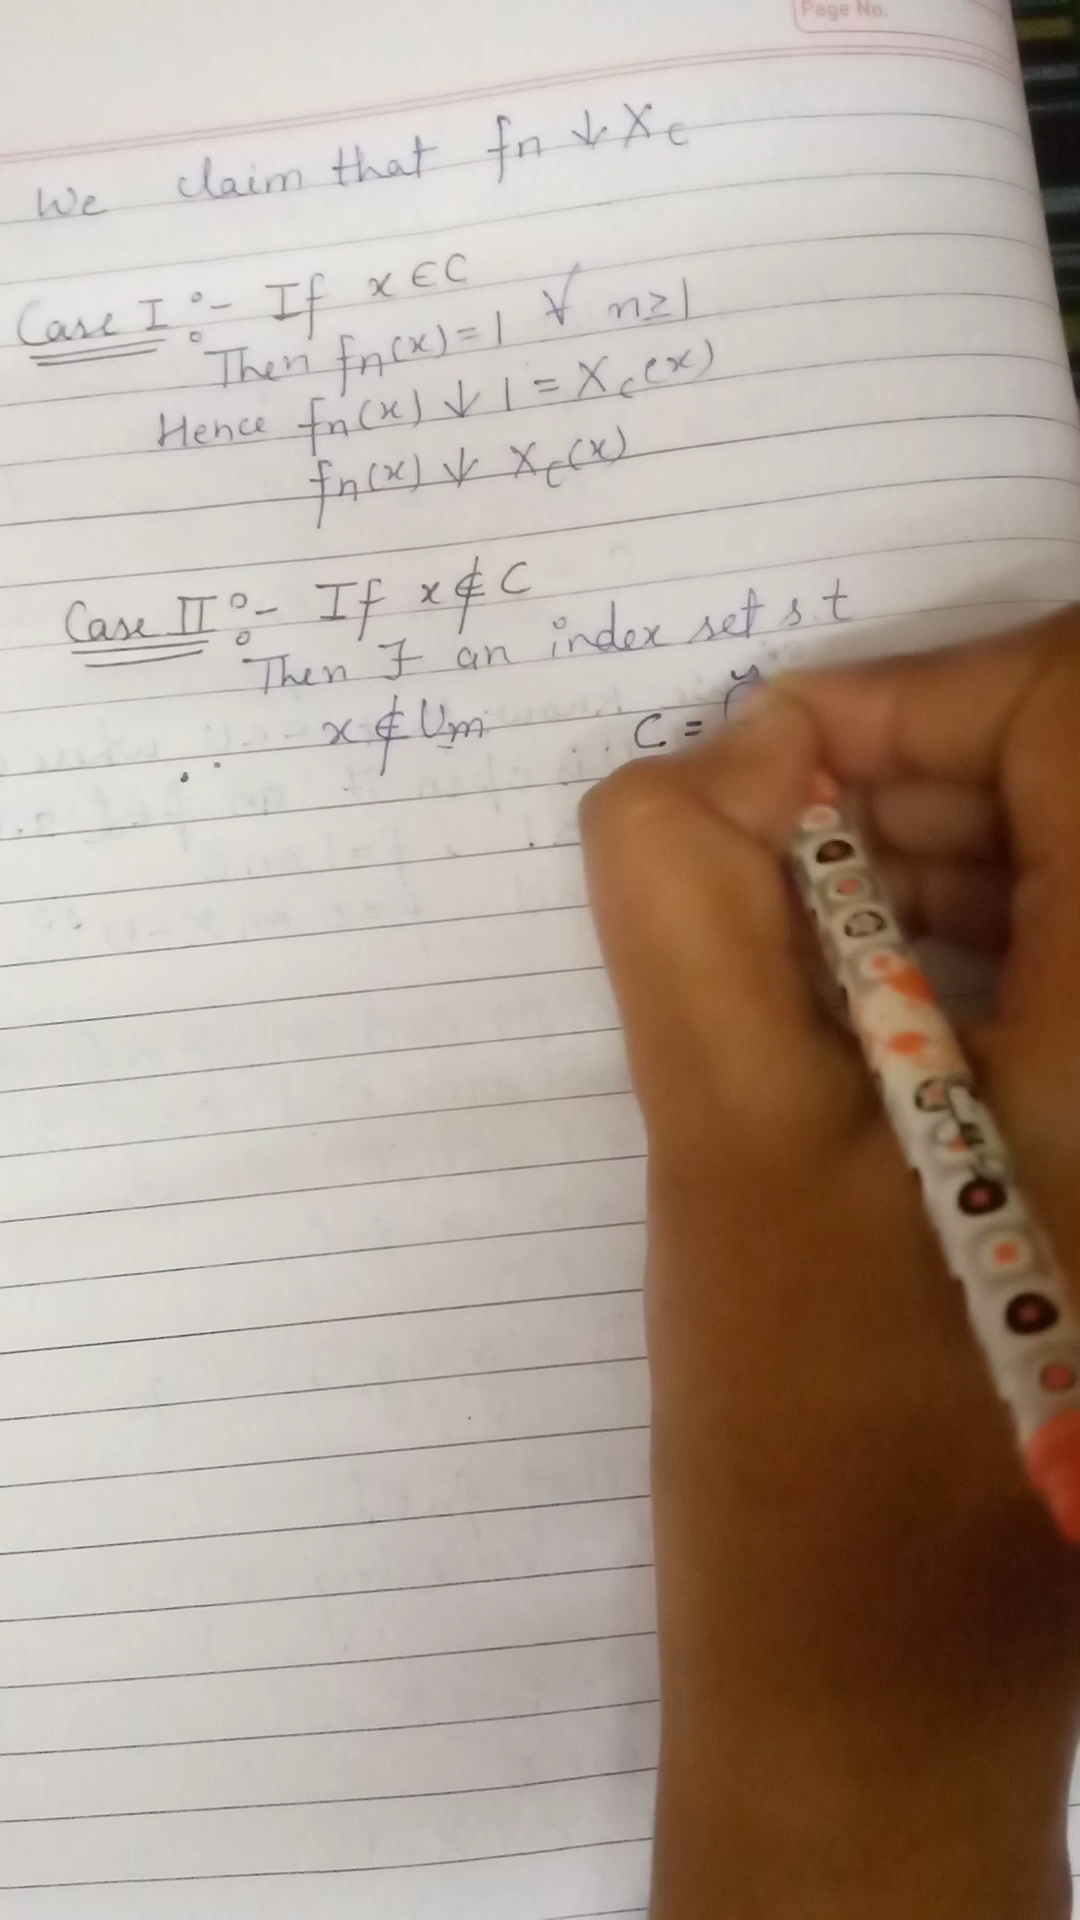 Page No.
We claim that fn ↓ χc
Case I :- If x ∈ C
Then fn(x) = 1 ∀ n ≥ 1
Hence fn(x) ↓ 1 = χc(x)
fn(x) ↓ χc(x)
Case II :- If x ∉ C
Then ∃ an index set s.t
x ∉ Um C =